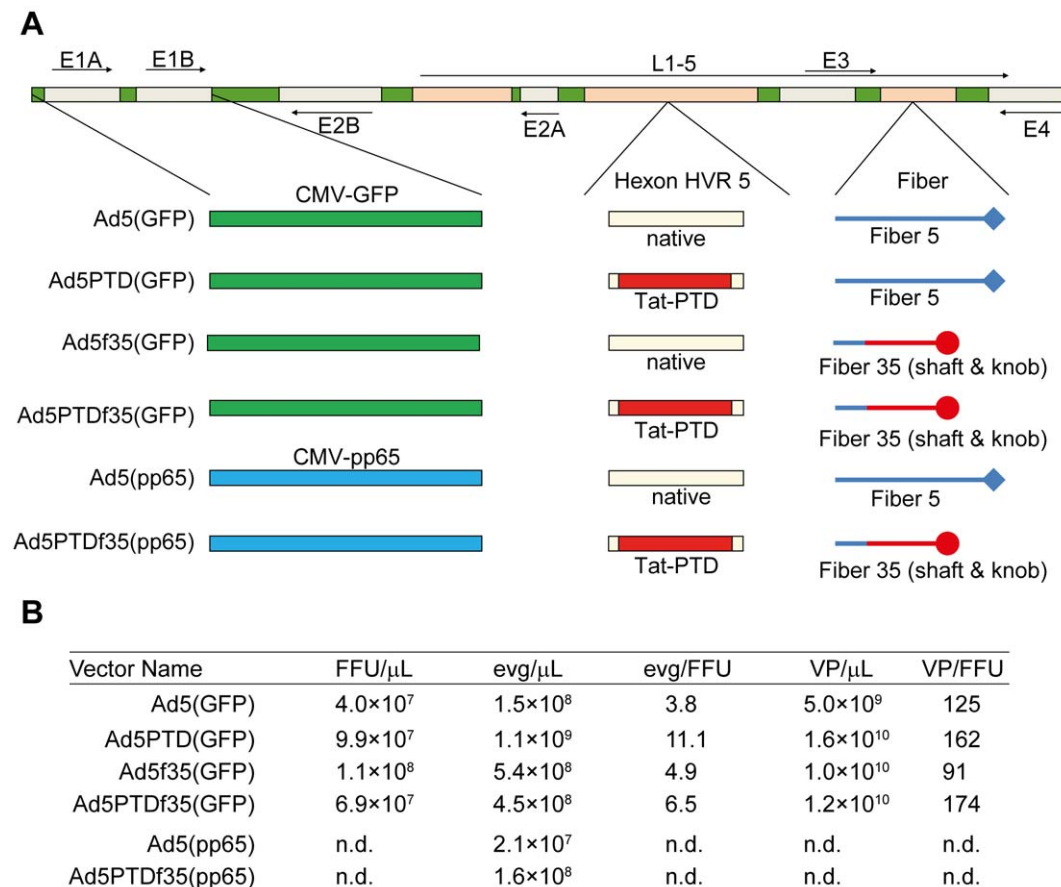 A
E1A E1B L1-5 E3
E2B E2A E4
CMV-GFP Hexon HVR 5 Fiber
Ad5(GFP) native Fiber 5
Ad5PTD(GFP) Tat-PTD Fiber 5
Ad5f35(GFP) native Fiber 35 (shaft & knob)
Ad5PTDf35(GFP) Tat-PTD Fiber 35 (shaft & knob)
CMV-pp65
Ad5(pp65) native Fiber 5
Ad5PTDf35(pp65) Tat-PTD Fiber 35 (shaft & knob)
B
Vector Name FFU/μL evg/μL evg/FFU VP/μL VP/FFU
Ad5(GFP) 4.0×10⁷ 1.5×10⁸ 3.8 5.0×10⁹ 125
Ad5PTD(GFP) 9.9×10⁷ 1.1×10⁹ 11.1 1.6×10¹⁰ 162
Ad5f35(GFP) 1.1×10⁸ 5.4×10⁸ 4.9 1.0×10¹⁰ 91
Ad5PTDf35(GFP) 6.9×10⁷ 4.5×10⁸ 6.5 1.2×10¹⁰ 174
Ad5(pp65) n.d. 2.1×10⁷ n.d. n.d. n.d.
Ad5PTDf35(pp65) n.d. 1.6×10⁸ n.d. n.d. n.d.